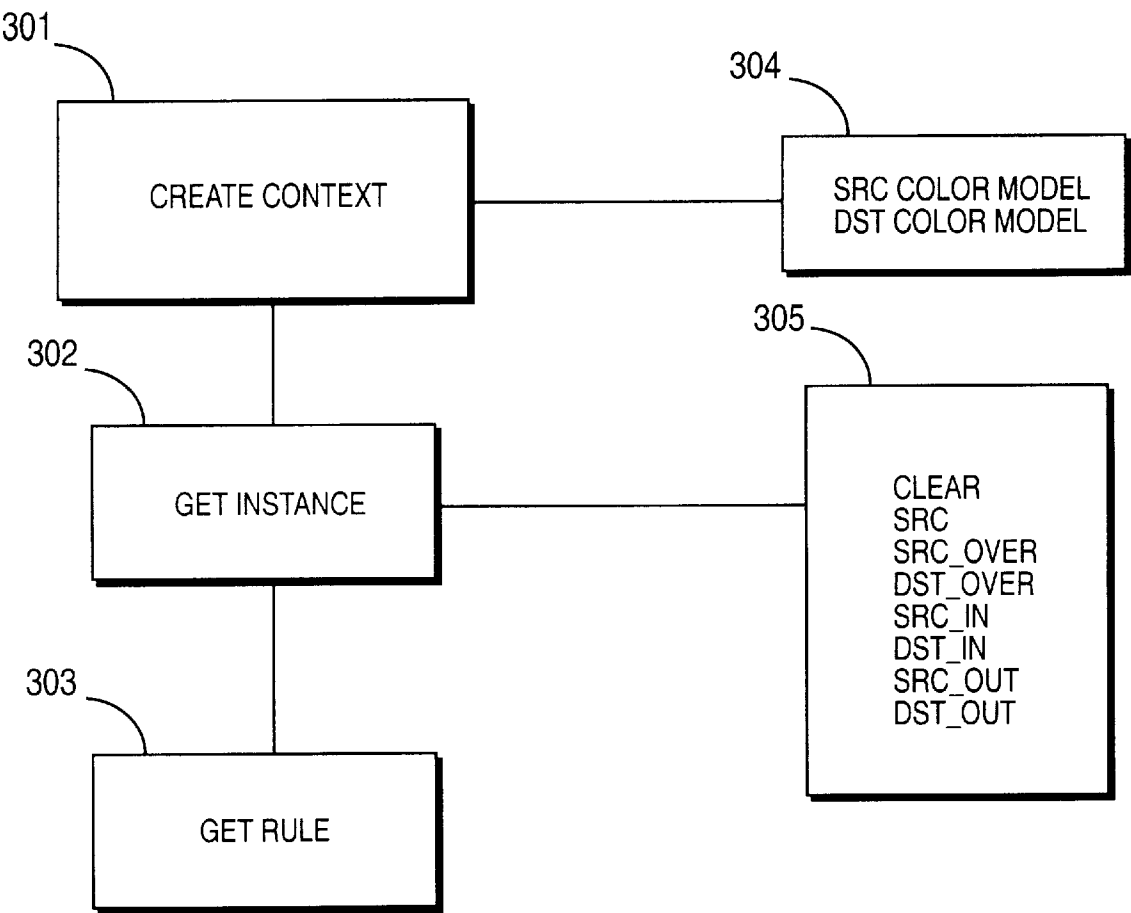 301
304
CREATE CONTEXT
SRC COLOR MODEL
DST COLOR MODEL
302
305
GET INSTANCE
CLEAR
SRC
SRC_OVER
DST_OVER
SRC_IN
DST_IN
SRC_OUT
DST_OUT
303
GET RULE